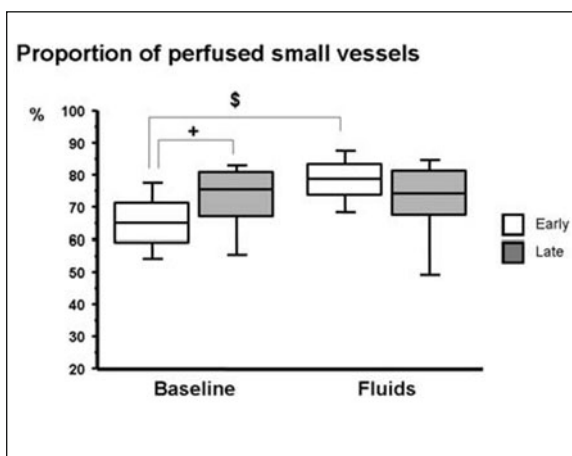 Proportion of perfused small vessels
%
$
+
100
90
80
70
60
50
40
30
20
Baseline
Fluids
Early
Late